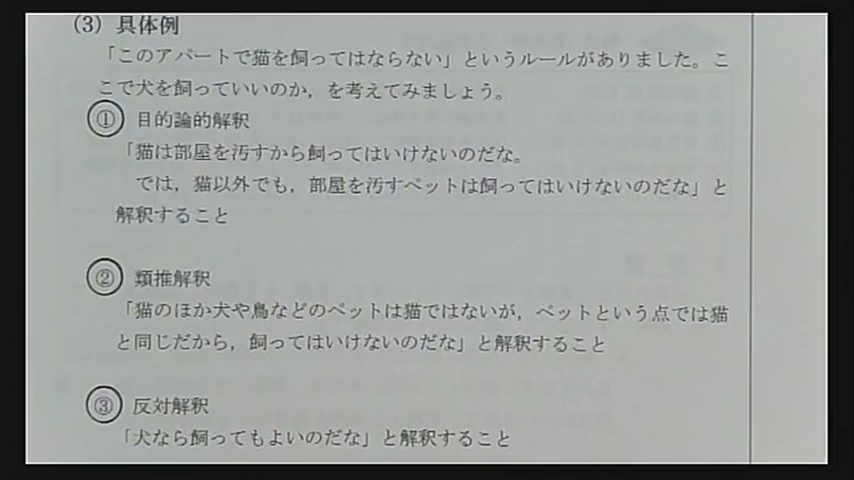 (3) 具体例
「このアパートで猫を飼ってはならない」というルールがありました。こ
こで犬を飼っていいのか，を考えてみましょう。
① 目的論的解釈
「猫は部屋を汚すから飼ってはいけないのだな。
では，猫以外でも，部屋を汚すペットは飼ってはいけないのだな」と
解釈すること
② 類推解釈
「猫のほか犬や鳥などのペットは猫ではないが，ペットという点では猫
と同じだから，飼ってはいけないのだな」と解釈すること
③ 反対解釈
「犬なら飼ってもよいのだな」と解釈すること